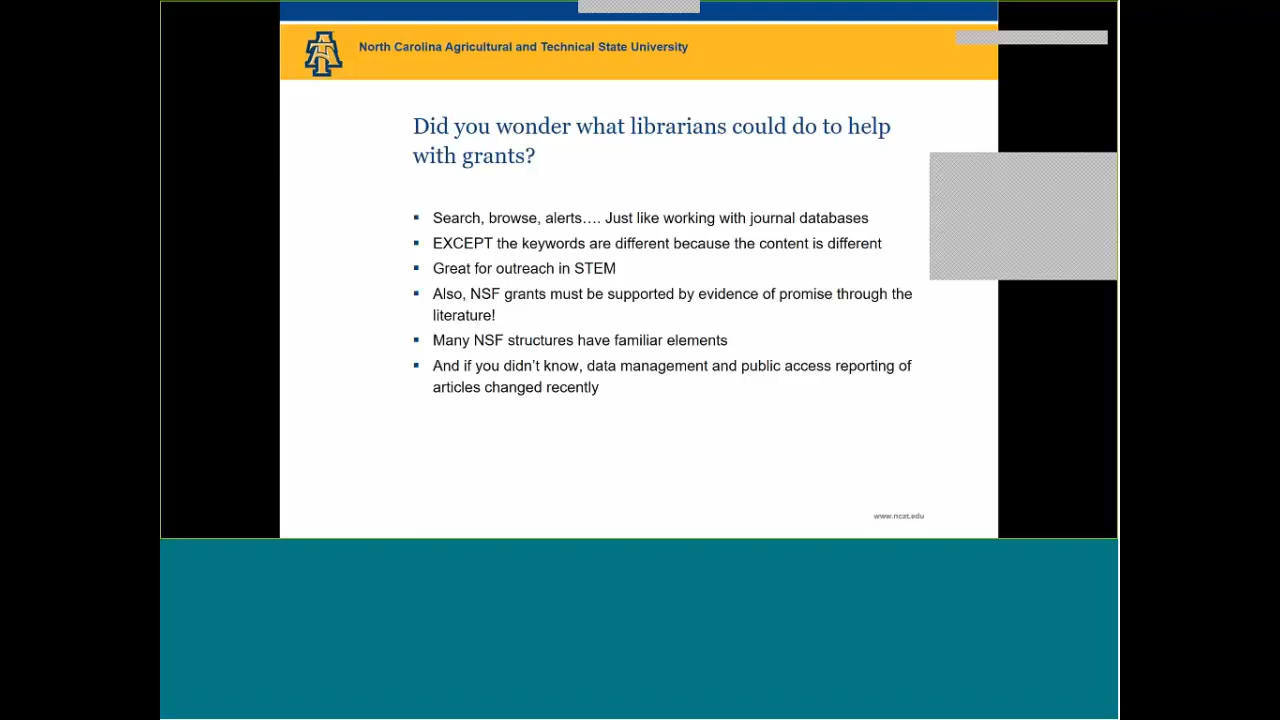 North Carolina Agricultural and Technical State University
Did you wonder what librarians could do to help
with grants?
Search, browse, alerts…. Just like working with journal databases
EXCEPT the keywords are different because the content is different
Great for outreach in STEM
Also, NSF grants must be supported by evidence of promise through the
literature!
Many NSF structures have familiar elements
And if you didn’t know, data management and public access reporting of
articles changed recently
www.ncat.edu